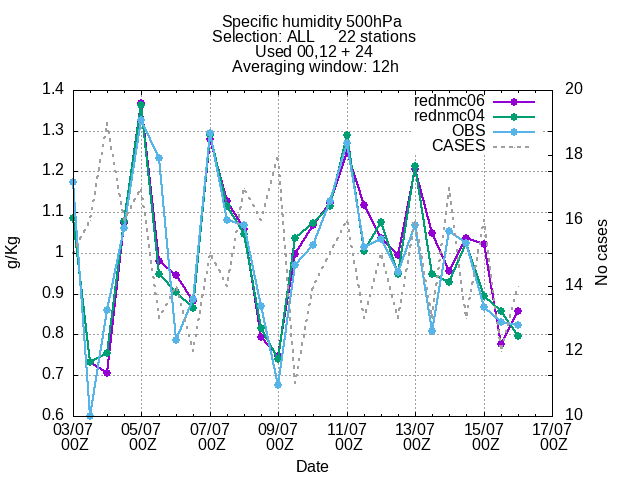 Specific humidity 500hPa
Selection: ALL 22 stations
Used 00,12 + 24
Averaging window: 12h
rednmc06
rednmc04
OBS
CASES
1.4
1.3
1.2
1.1
1
0.9
0.8
0.7
0.6
g/Kg
20
18
16
14
12
10
No cases
03/07 05/07 07/07 09/07 11/07 13/07 15/07 17/07
00Z 00Z 00Z 00Z 00Z 00Z 00Z 00Z
Date